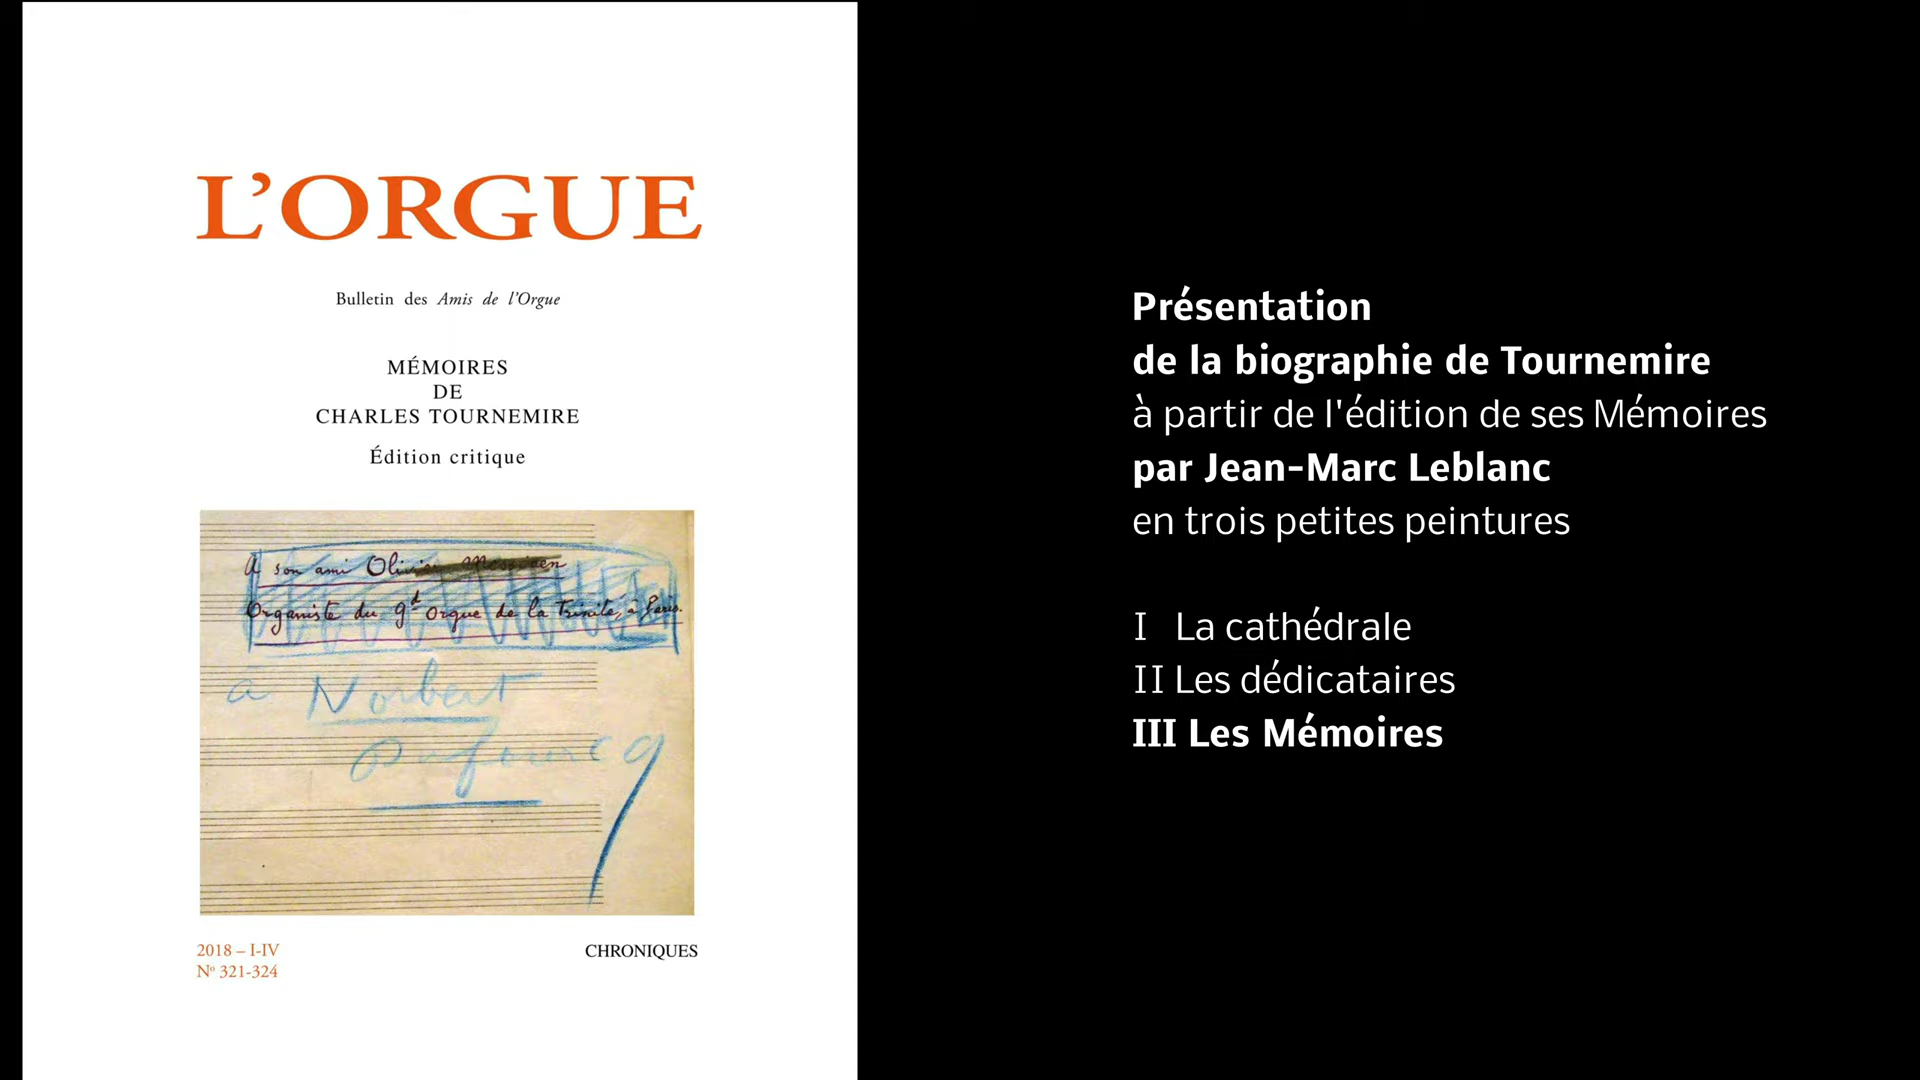 L’ORGUE
Bulletin des Amis de l’Orgue
MÉMOIRES
DE
CHARLES TOURNEMIRE
Édition critique
A son ami Olivier Messiaen
Organiste du gd Orgue de la Trinité, à Paris.
à Norbert
Dufourcq
2018 – I-IV
Nº 321-324
CHRONIQUES
Présentation
de la biographie de Tournemire
à partir de l'édition de ses Mémoires
par Jean-Marc Leblanc
en trois petites peintures
I La cathédrale
II Les dédicataires
III Les Mémoires